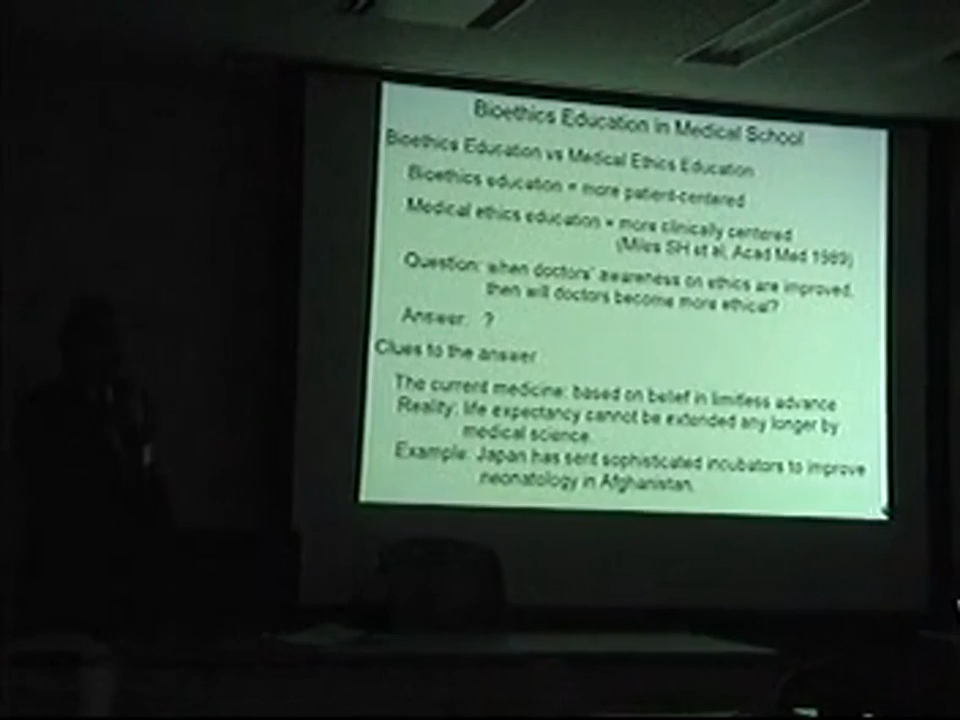 Bioethics Education in Medical School
Bioethics Education vs Medical Ethics Education
Bioethics education = more patient-centered
Medical ethics education = more clinically centered
(Miles SH et al, Acad Med 1989)
Question: when doctors' awareness on ethics are improved,
then will doctors become more ethical?
Answer: ?
Clues to the answer
The current medicine: based on belief in limitless advance
Reality: life expectancy cannot be extended any longer by
medical science.
Example: Japan has sent sophisticated incubators to improve
neonatology in Afghanistan.